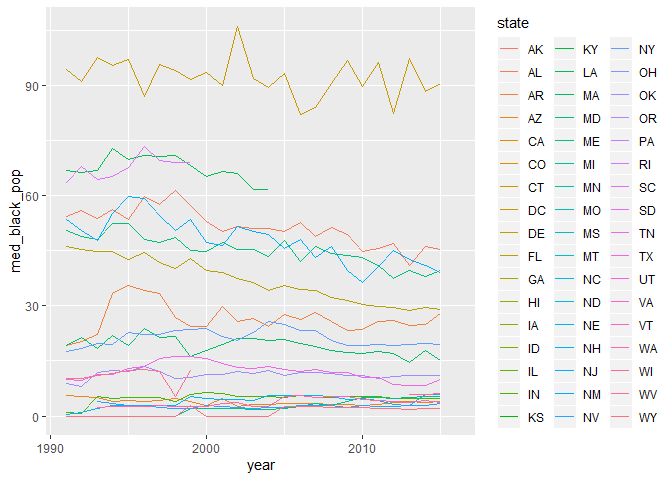 state
AK KY NY
AL LA OH
AR MA OK
AZ MD OR
CA ME PA
CO MI RI
CT MN SC
DC MO SD
DE MS TN
FL MT TX
GA NC UT
HI ND VA
IA NE VT
ID NH WA
IL NJ WI
IN NM WV
KS NV WY
med_black_pop
90
60
30
0
1990 2000 2010
year